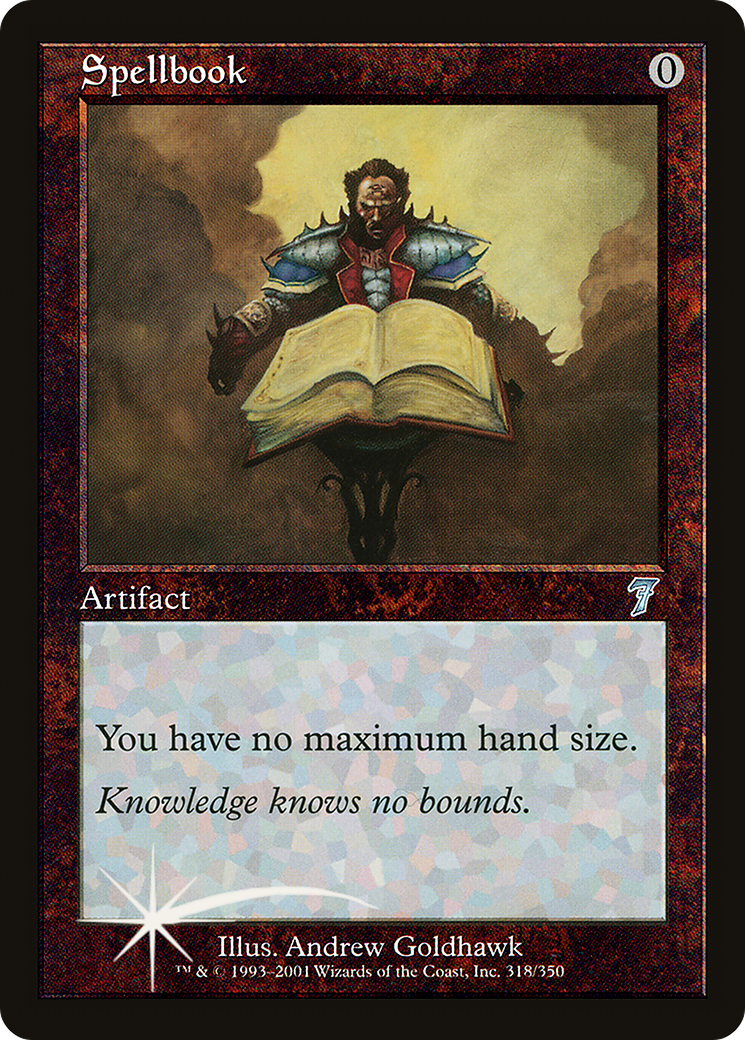 Spellbook
0
Artifact
7
You have no maximum hand size.
Knowledge knows no bounds.
Illus. Andrew Goldhawk
™ & © 1993-2001 Wizards of the Coast, Inc. 318/350